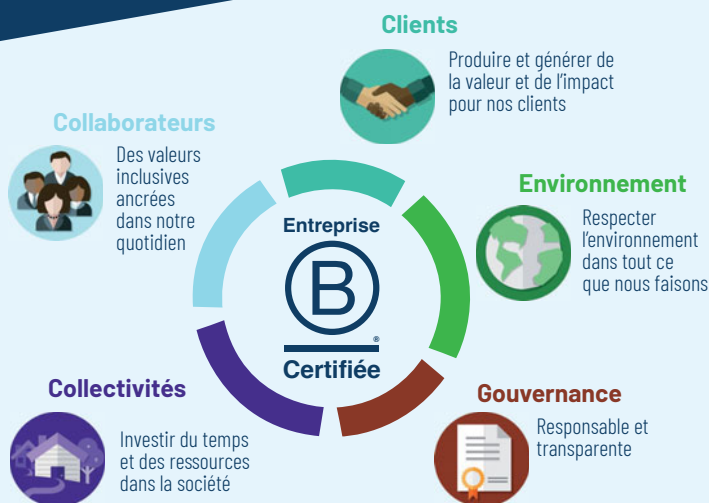 Clients
Produire et générer de
la valeur et de l'impact
pour nos clients
Collaborateurs
Des valeurs
inclusives
ancrées
dans notre
quotidien
Environnement
Respecter
l'environnement
dans tout ce
que nous faisons
Entreprise
B
®
Certifiée
Collectivités
Investir du temps
et des ressources
dans la société
Gouvernance
Responsable et
transparente